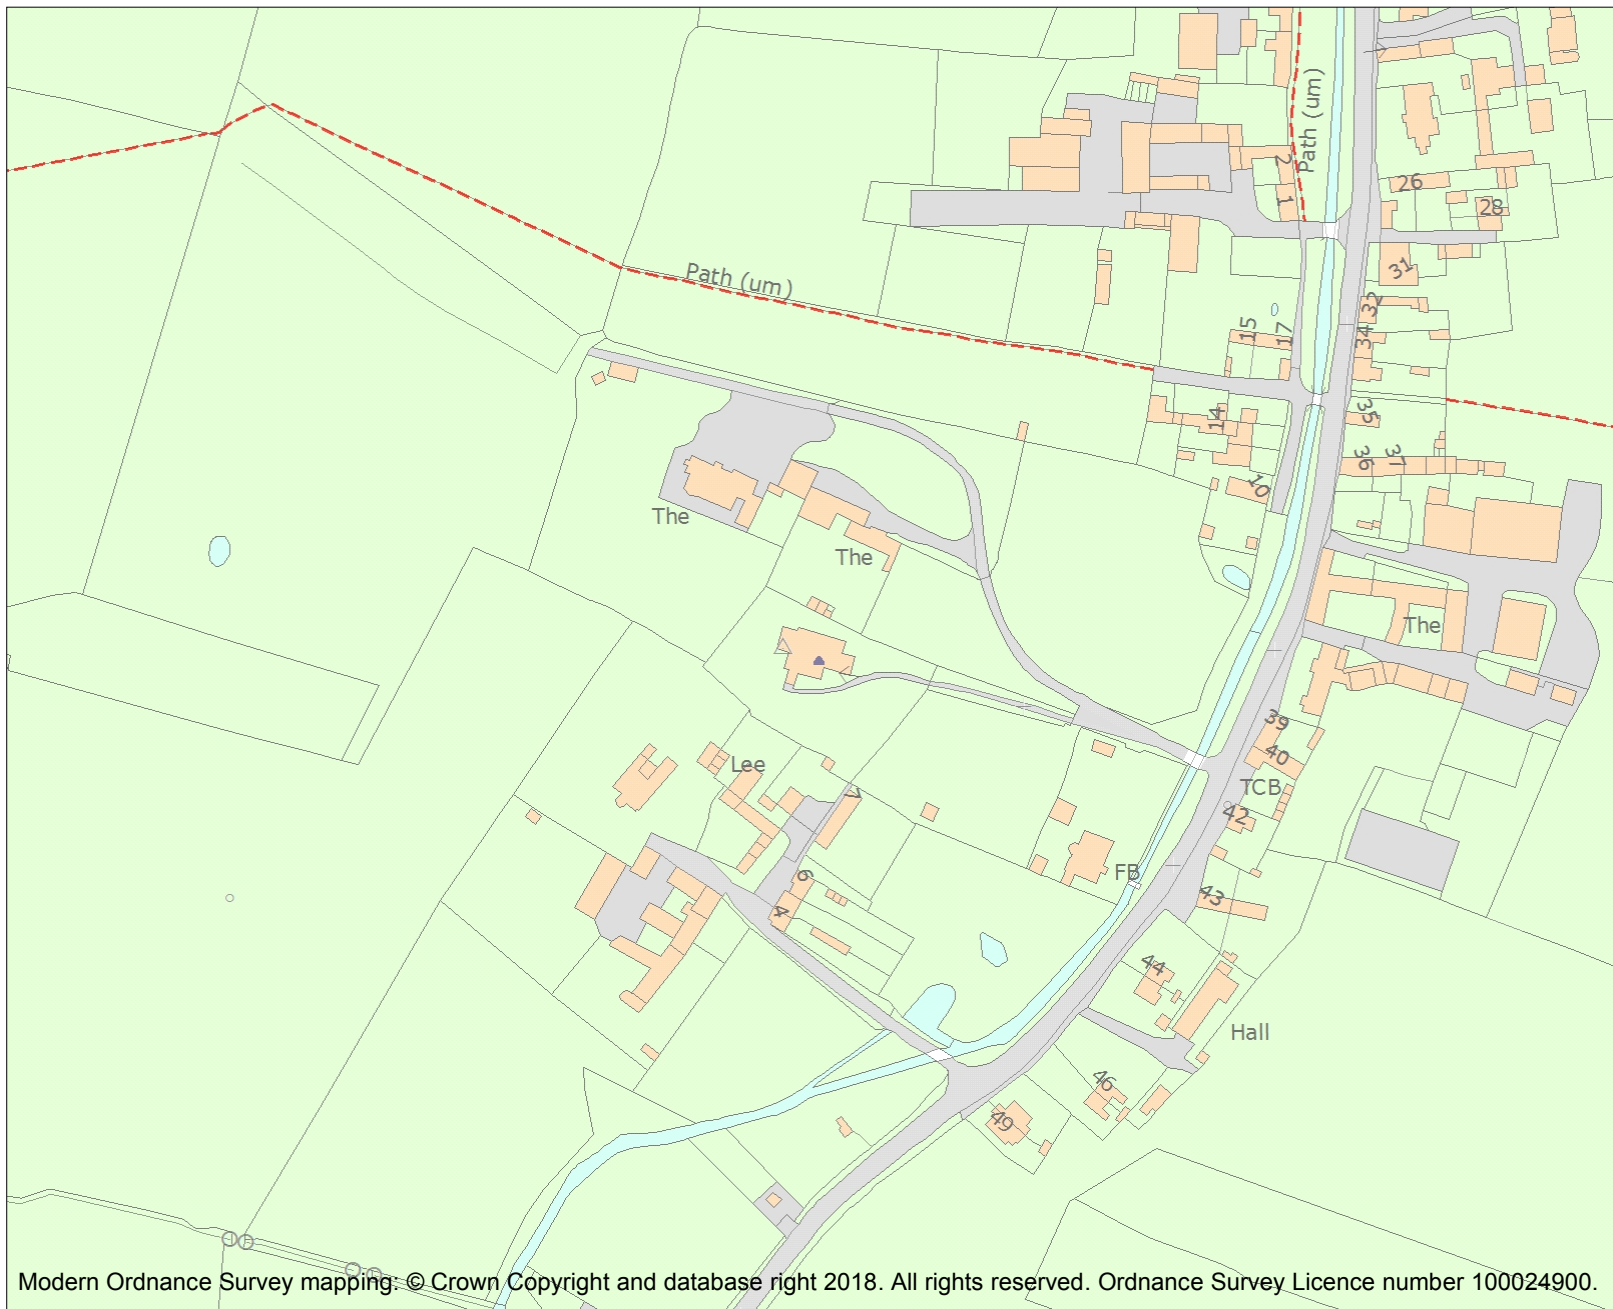 Path (um)
2
1
26
28
31
32
34
Path (um)
15
17
14
35
36
37
10
The
The
The
39
40
TCB
42
Lee
7
FB
6
4
43
44
Hall
46
49
Modern Ordnance Survey mapping: © Crown Copyright and database right 2018. All rights reserved. Ordnance Survey Licence number 100024900.